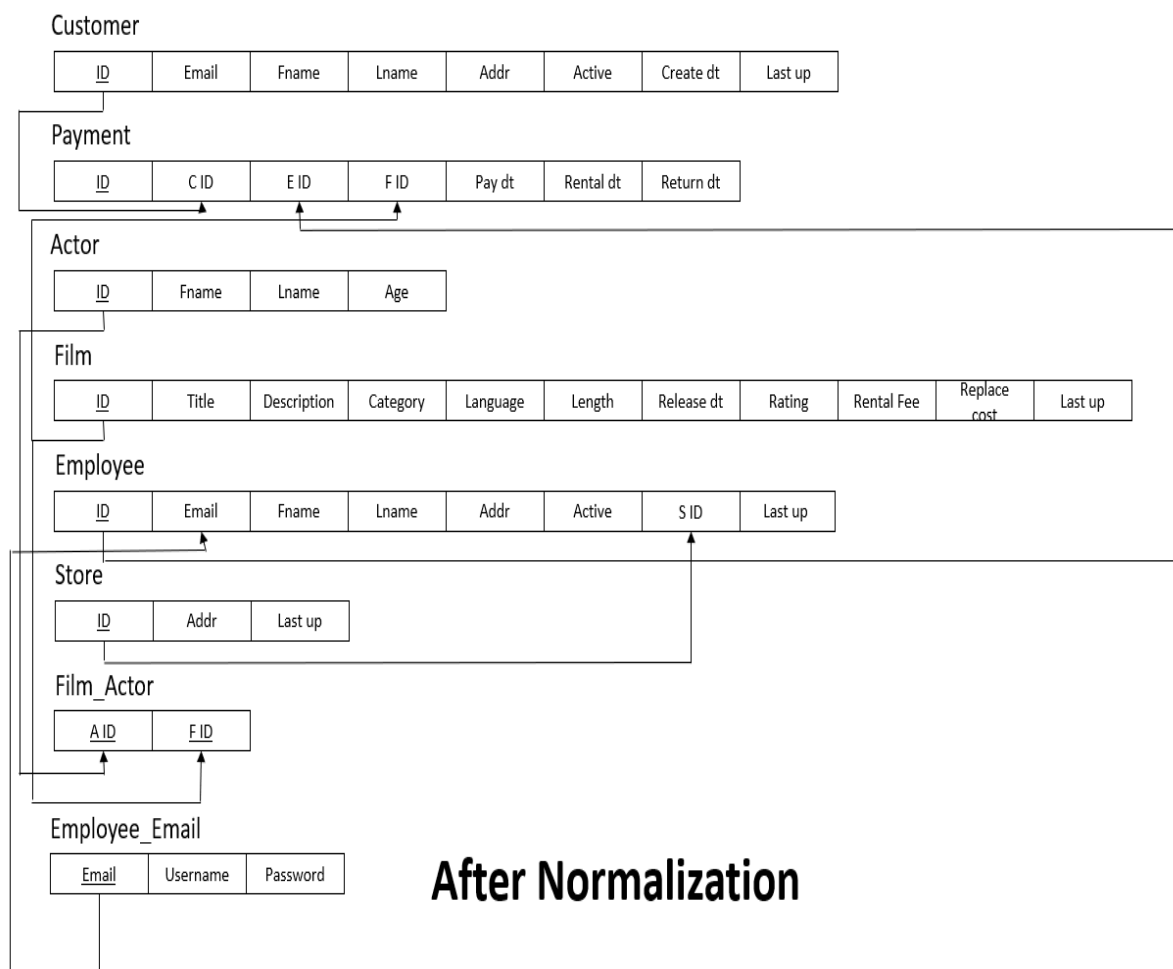 Customer
ID Email Fname Lname Addr Active Create dt Last up
Payment
ID C ID E ID F ID Pay dt Rental dt Return dt
Actor
ID Fname Lname Age
Film
ID Title Description Category Language Length Release dt Rating Rental Fee Replace cost Last up
Employee
ID Email Fname Lname Addr Active S ID Last up
Store
ID Addr Last up
Film_Actor
A ID F ID
Employee_Email
Email Username Password
After Normalization